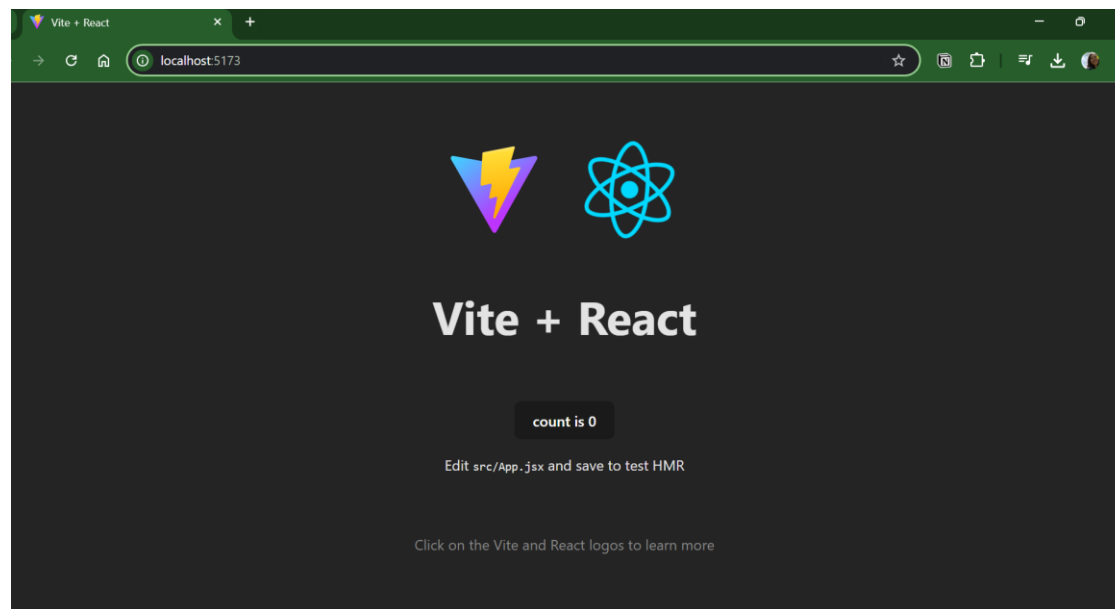 Vite + React
localhost:5173
Vite + React
count is 0
Edit src/App.jsx and save to test HMR
Click on the Vite and React logos to learn more